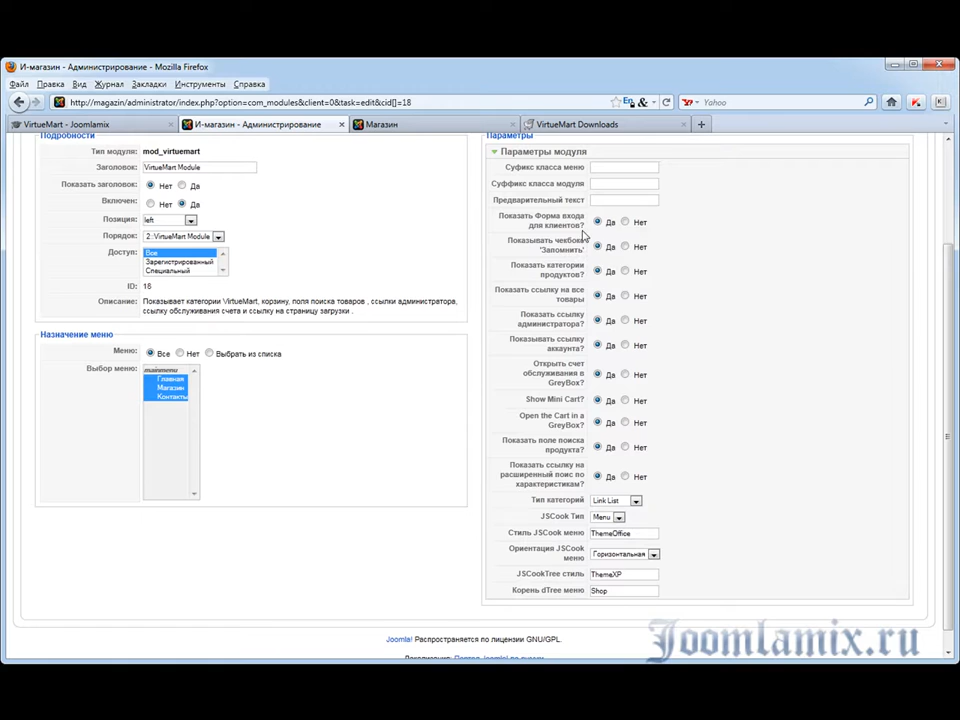 И-магазин - Администрирование - Mozilla Firefox
Файл Правка Вид Журнал Закладки Инструменты Справка
http://magazin/administrator/index.php?option=com_modules&client=0&task=edit&cid[]=18
En & Yahoo
VirtueMart - Joomlamix
И-магазин - Администрирование
Магазин
VirtueMart Downloads
Подробности
Тип модуля: mod_virtuemart
Заголовок: VirtueMart Module
Показать заголовок: Нет Да
Включен: Нет Да
Позиция: left
Порядок: 2::VirtueMart Module
Доступ: Все
Зарегистрированный
Специальный
ID: 18
Описание: Показывает категории VirtueMart, корзину, поля поиска товаров , ссылки администратора,
ссылку обслуживания счета и ссылку на страницу загрузки .
Назначение меню
Меню: Все Нет Выбрать из списка
Выбор меню: mainmenu
Главная
Магазин
Контакты
Параметры
Параметры модуля
Суфикс класса меню
Суффикс класса модуля
Предварительный текст
Показать Форма входа
для клиентов? Да Нет
Показывать чекбокс
'Запомнить' Да Нет
Показать категории
продуктов? Да Нет
Показать ссылку на все
товары Да Нет
Показать ссылку
администратора? Да Нет
Показывать ссылку
аккаунта? Да Нет
Открыть счет
обслуживания в
GreyBox? Да Нет
Show Mini Cart? Да Нет
Open the Cart in a
GreyBox? Да Нет
Показать поле поиска
продукта? Да Нет
Показать ссылку на
расширенный поис по
характеристикам? Да Нет
Тип категорий Link List
JSCook Тип Menu
Стиль JSCook меню ThemeOffice
Ориентация JSCook
меню Горизонтальная
JSCookTree стиль ThemeXP
Корень dTree меню Shop
Joomla! Распространяется по лицензии GNU/GPL.
Joomlamix.ru